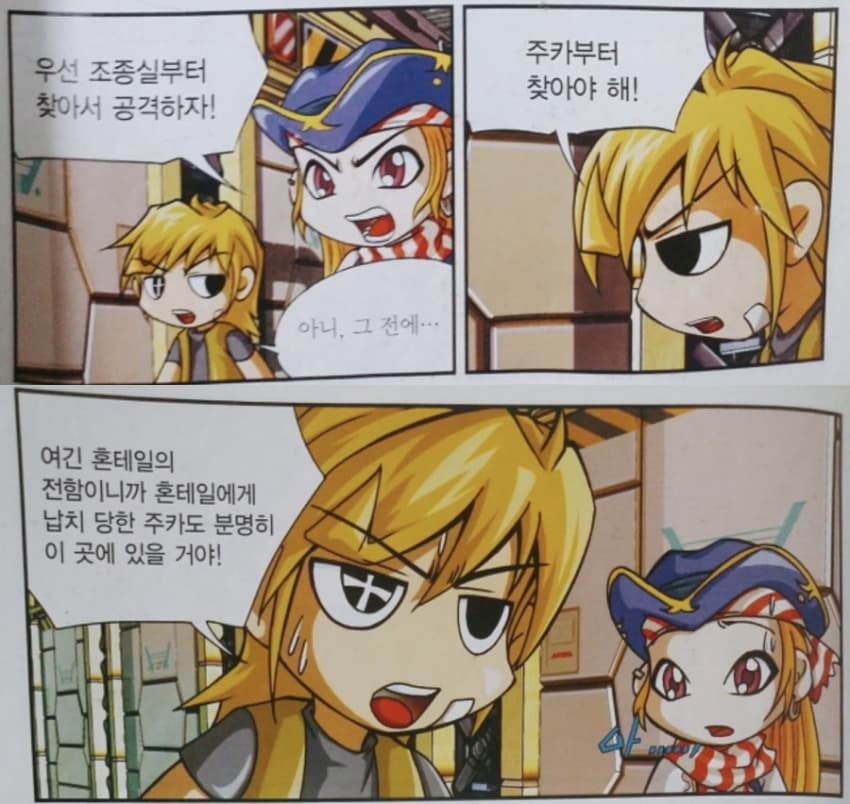 우선 조종실부터
찾아서 공격하자!
아니, 그 전에…
주카부터
찾아야 해!
여긴 혼테일의
전함이니까 혼테일에게
납치 당한 주카도 분명히
이 곳에 있을 거야!
아……